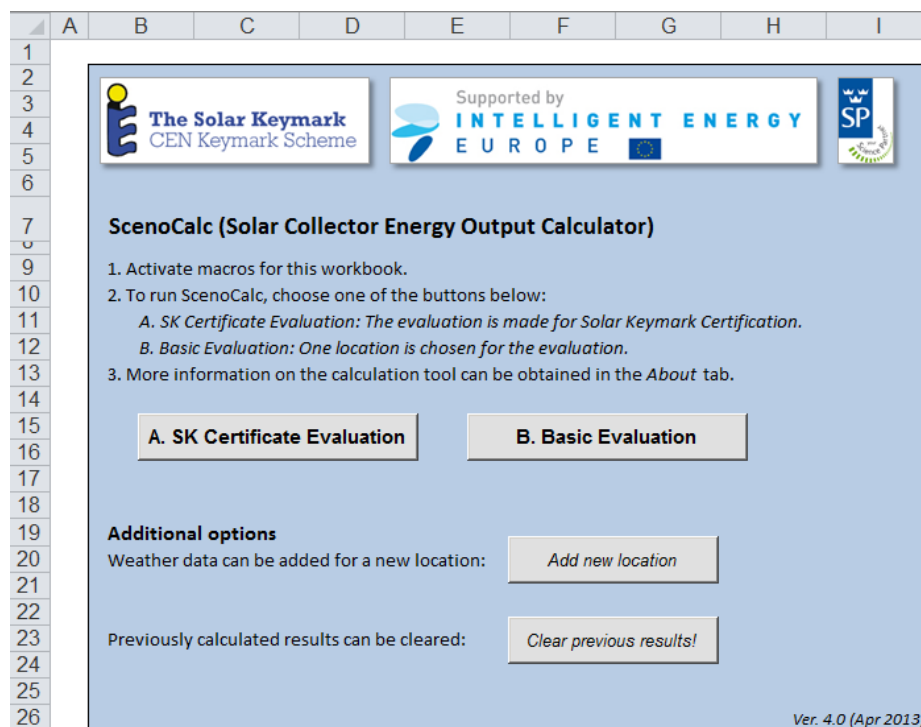 A B C D E F G H I
1
2
3
4
5
6
7
8
9
10
11
12
13
14
15
16
17
18
19
20
21
22
23
24
25
26
The Solar Keymark
CEN Keymark Scheme
Supported by
INTELLIGENT ENERGY
EUROPE
SP
Science Partner
ScenoCalc (Solar Collector Energy Output Calculator)
1. Activate macros for this workbook.
2. To run ScenoCalc, choose one of the buttons below:
A. SK Certificate Evaluation: The evaluation is made for Solar Keymark Certification.
B. Basic Evaluation: One location is chosen for the evaluation.
3. More information on the calculation tool can be obtained in the About tab.
A. SK Certificate Evaluation
B. Basic Evaluation
Additional options
Weather data can be added for a new location:
Add new location
Previously calculated results can be cleared:
Clear previous results!
Ver. 4.0 (Apr 2013